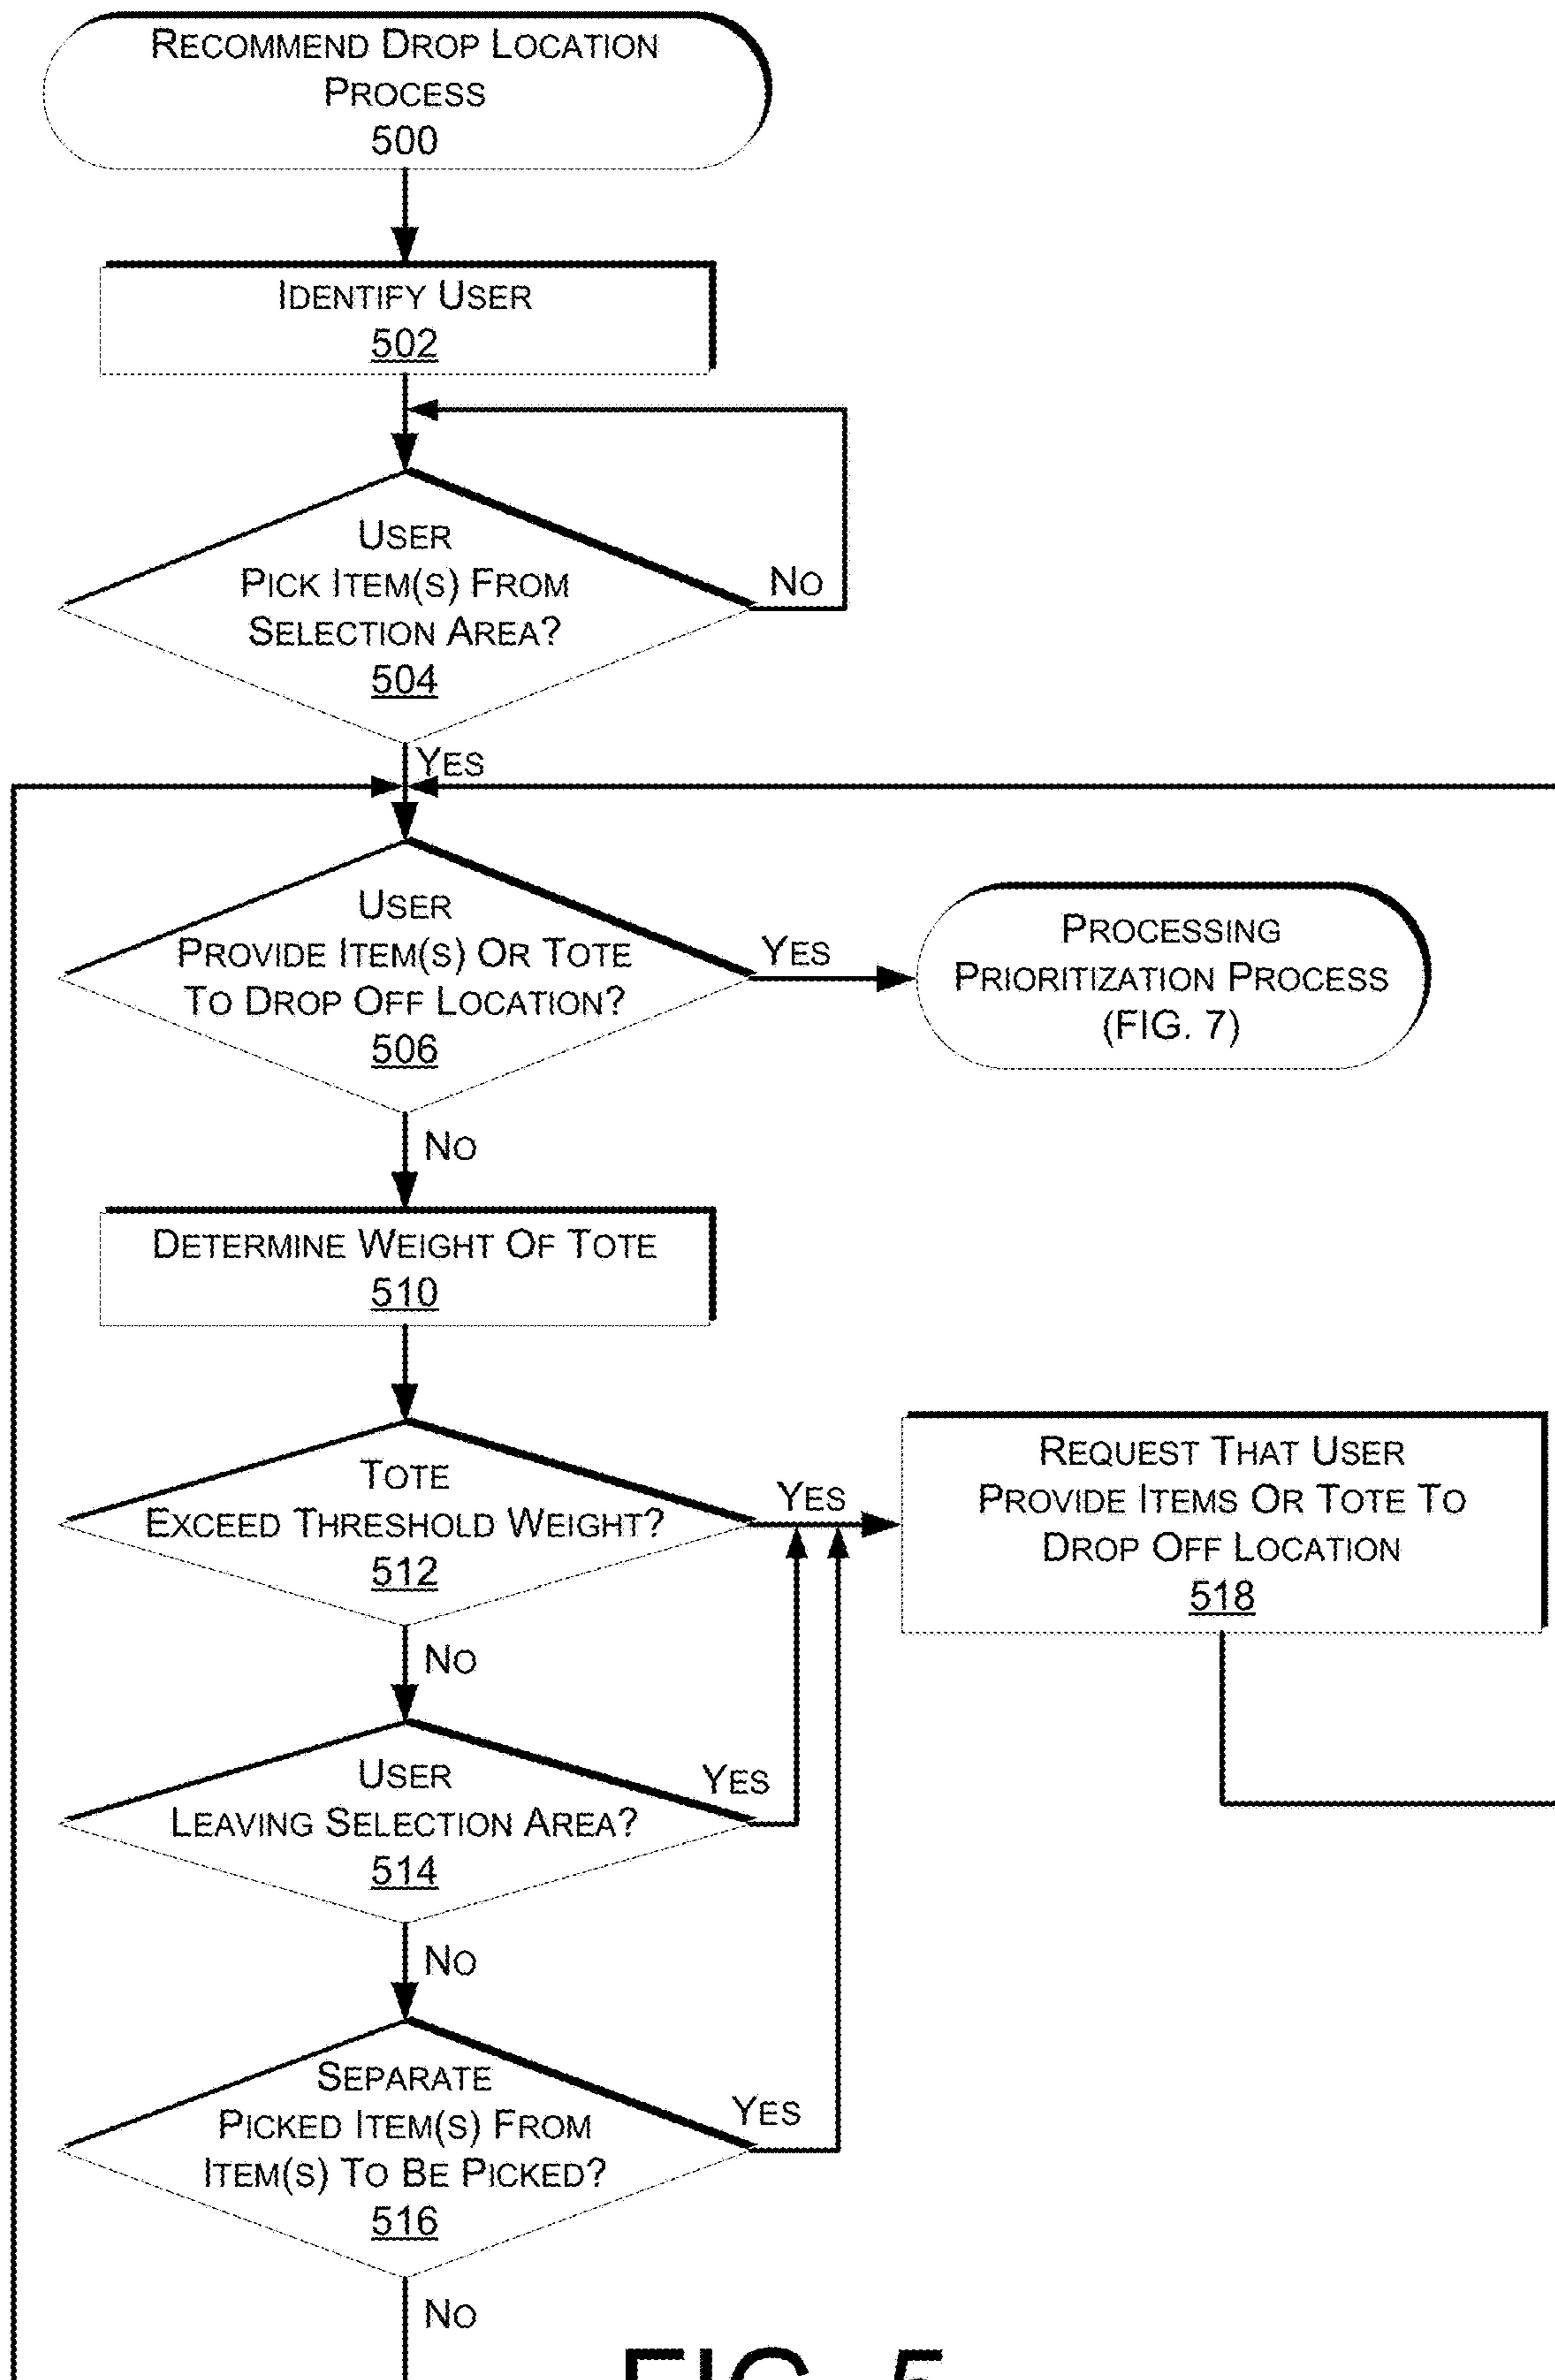 RECOMMEND DROP LOCATION
PROCESS
500
IDENTIFY USER
502
USER
PICK ITEM(S) FROM
SELECTION AREA?
504
NO
YES
USER
PROVIDE ITEM(S) OR TOTE
TO DROP OFF LOCATION?
506
YES
PROCESSING
PRIORITIZATION PROCESS
(FIG. 7)
NO
DETERMINE WEIGHT OF TOTE
510
TOTE
EXCEED THRESHOLD WEIGHT?
512
YES
REQUEST THAT USER
PROVIDE ITEMS OR TOTE TO
DROP OFF LOCATION
518
NO
USER
LEAVING SELECTION AREA?
514
YES
NO
SEPARATE
PICKED ITEM(S) FROM
ITEM(S) TO BE PICKED?
516
YES
NO
FIG. 5